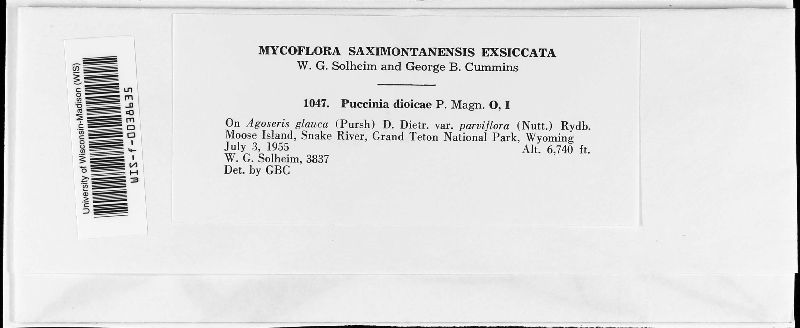 MYCOFLORA SAXIMONTANENSIS EXSICCATA
W. G. Solheim and George B. Cummins
1047. Puccinia dioicae P. Magn. O, I
On Agoseris glauca (Pursh) D. Dietr. var. parviflora (Nutt.) Rydb.
Moose Island, Snake River, Grand Teton National Park, Wyoming
July 3, 1955 Alt. 6,740 ft.
W. G. Solheim, 3837
Det. by GBC
University of Wisconsin-Madison (WIS)
WIS-f-0038635